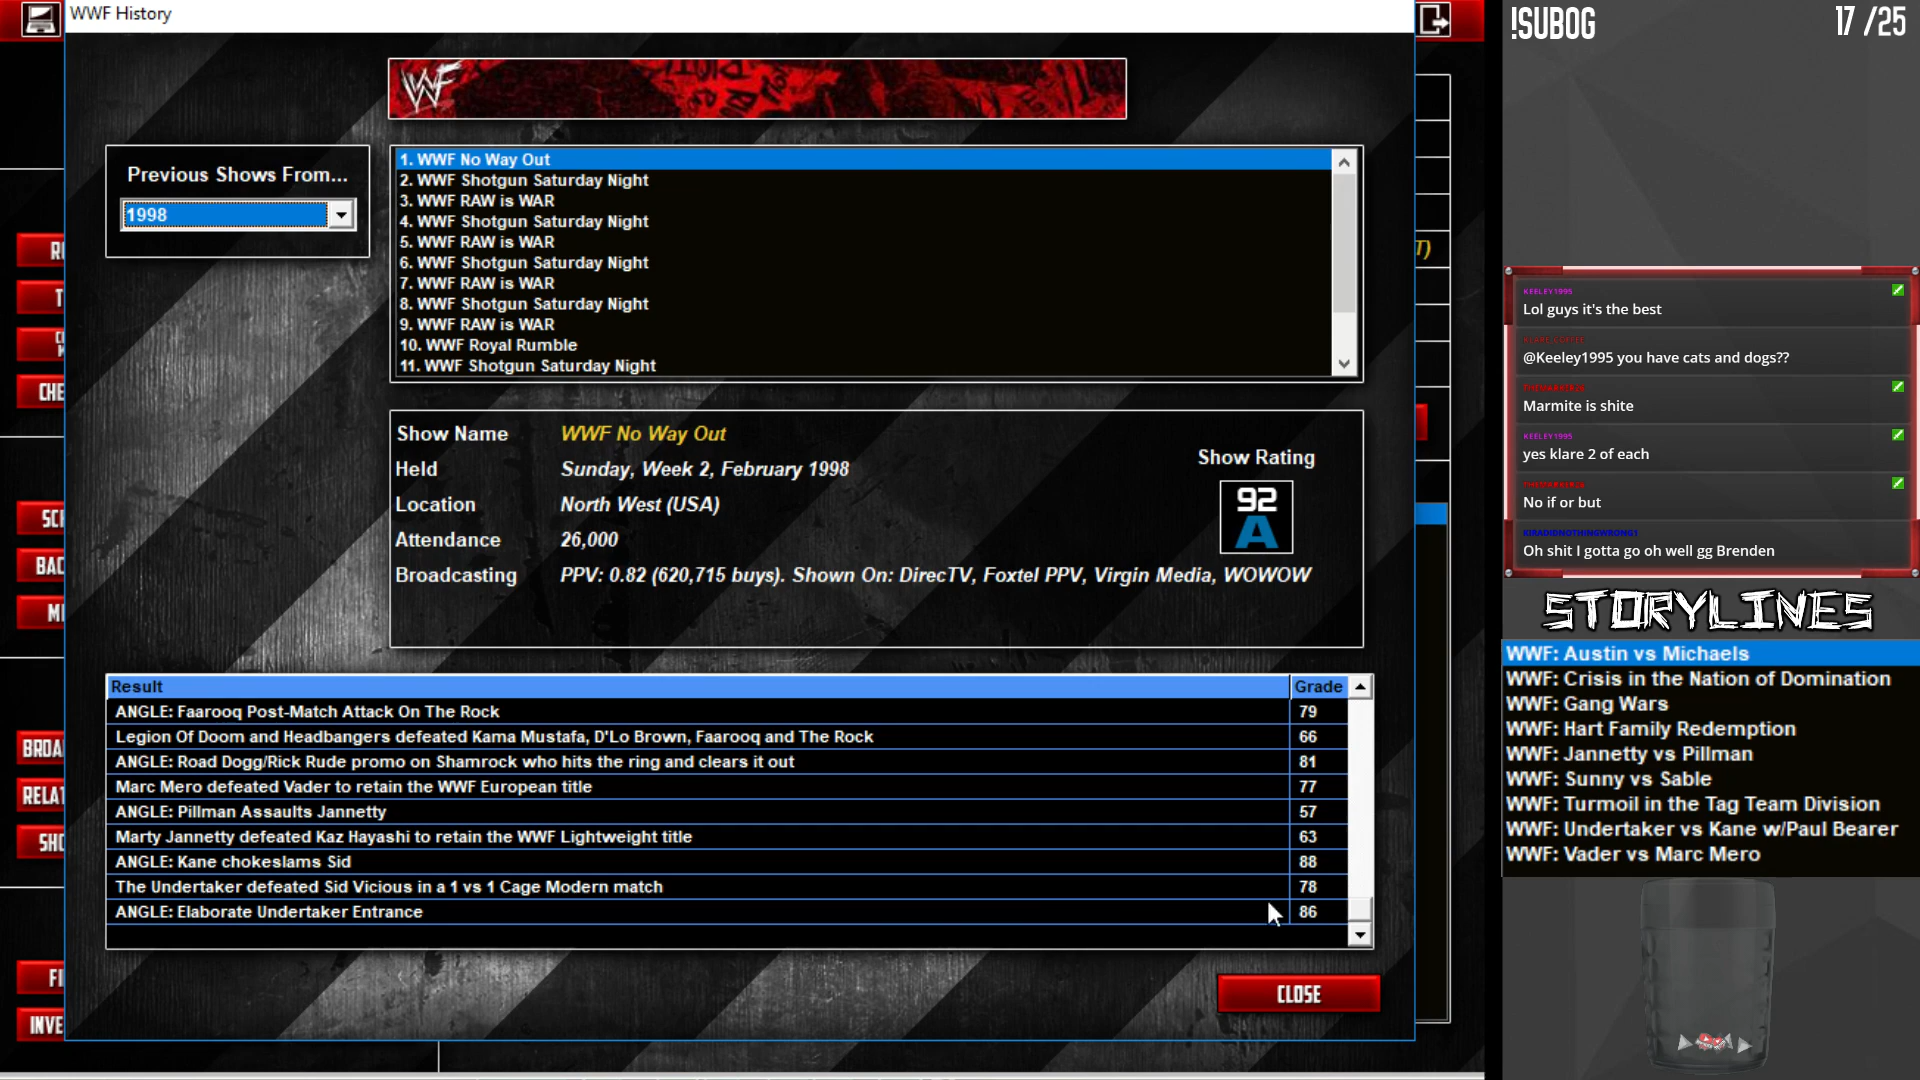 WWF History
!SUBOG
17 /25
WF
Previous Shows From...
1998
1. WWF No Way Out
2. WWF Shotgun Saturday Night
3. WWF RAW is WAR
4. WWF Shotgun Saturday Night
5. WWF RAW is WAR
6. WWF Shotgun Saturday Night
7. WWF RAW is WAR
8. WWF Shotgun Saturday Night
9. WWF RAW is WAR
10. WWF Royal Rumble
11. WWF Shotgun Saturday Night
T)
CHE
SCH
BAC
BROA
RELAT
SHO
FI
INVE
Show Name WWF No Way Out
Held Sunday, Week 2, February 1998
Location North West (USA)
Attendance 26,000
Broadcasting PPV: 0.82 (620,715 buys). Shown On: DirecTV, Foxtel PPV, Virgin Media, WOWOW
Show Rating
92
A
Result Grade
ANGLE: Faarooq Post-Match Attack On The Rock 79
Legion Of Doom and Headbangers defeated Kama Mustafa, D'Lo Brown, Faarooq and The Rock 66
ANGLE: Road Dogg/Rick Rude promo on Shamrock who hits the ring and clears it out 81
Marc Mero defeated Vader to retain the WWF European title 77
ANGLE: Pillman Assaults Jannetty 57
Marty Jannetty defeated Kaz Hayashi to retain the WWF Lightweight title 63
ANGLE: Kane chokeslams Sid 88
The Undertaker defeated Sid Vicious in a 1 vs 1 Cage Modern match 78
ANGLE: Elaborate Undertaker Entrance 86
CLOSE
KEELEY1995
Lol guys it's the best
@Keeley1995 you have cats and dogs??
Marmite is shite
KEELEY1995
yes klare 2 of each
No if or but
KIRADIDNOTHINGWRONG1
Oh shit I gotta go oh well gg Brenden
STORYLINES
WWF: Austin vs Michaels
WWF: Crisis in the Nation of Domination
WWF: Gang Wars
WWF: Hart Family Redemption
WWF: Jannetty vs Pillman
WWF: Sunny vs Sable
WWF: Turmoil in the Tag Team Division
WWF: Undertaker vs Kane w/Paul Bearer
WWF: Vader vs Marc Mero